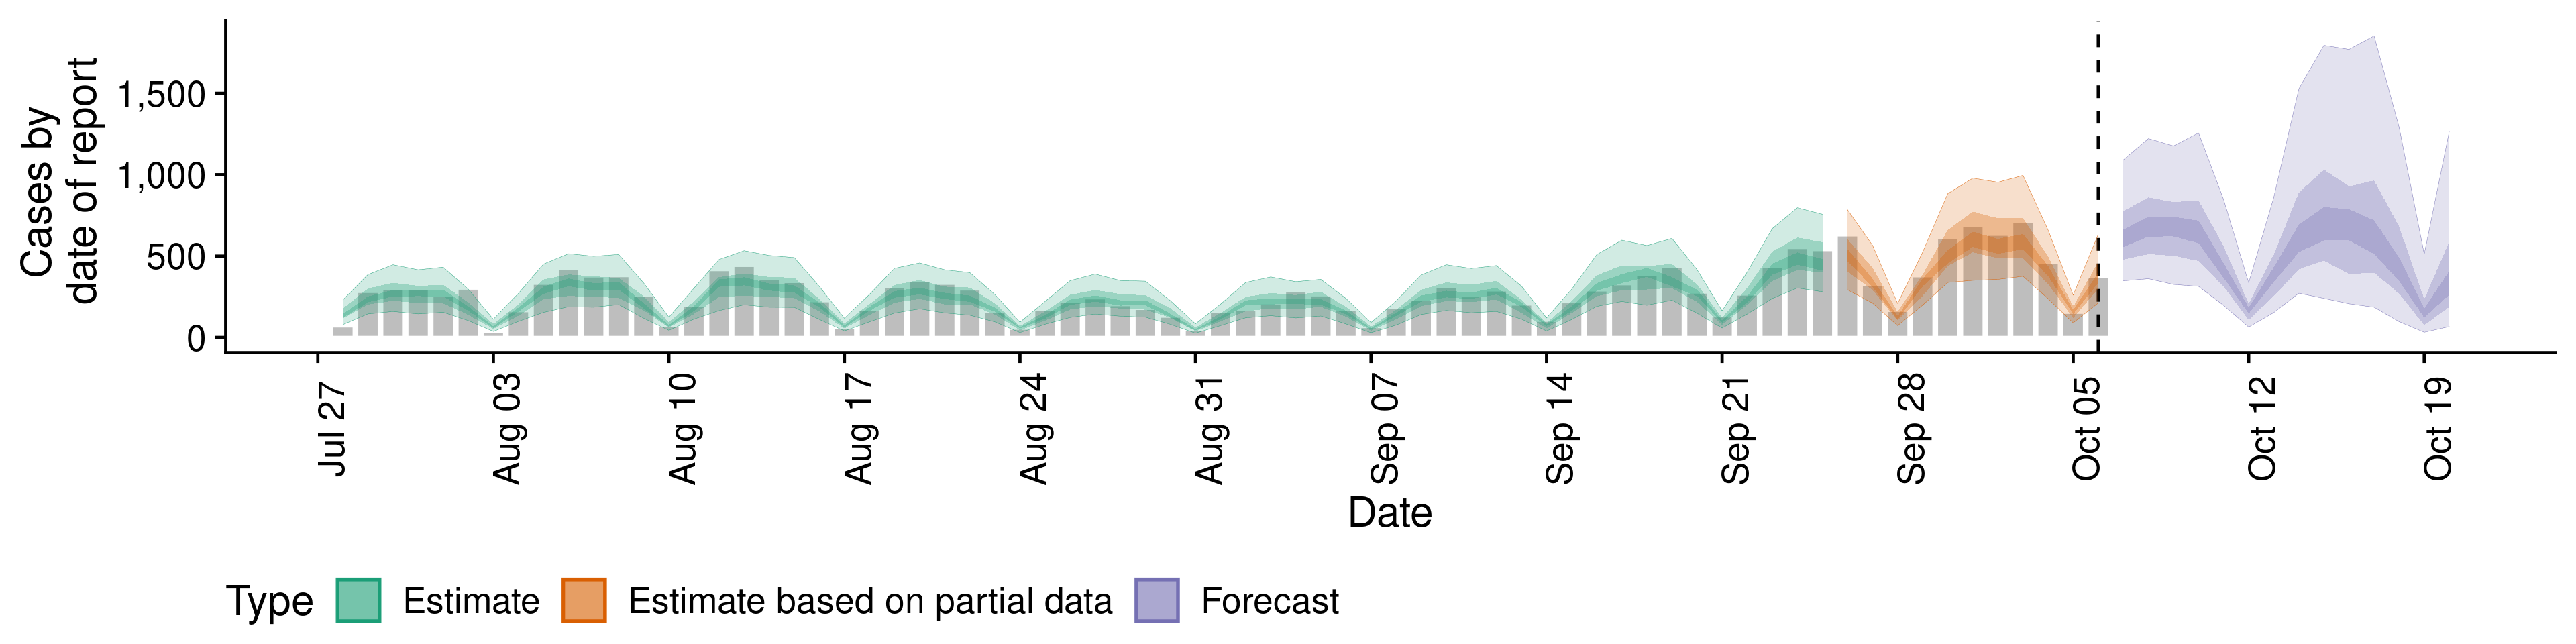 Cases by
date of report
1,500
1,000
500
0
Jul 27
Aug 03
Aug 10
Aug 17
Aug 24
Aug 31
Sep 07
Sep 14
Sep 21
Sep 28
Oct 05
Oct 12
Oct 19
Date
Type Estimate Estimate based on partial data Forecast